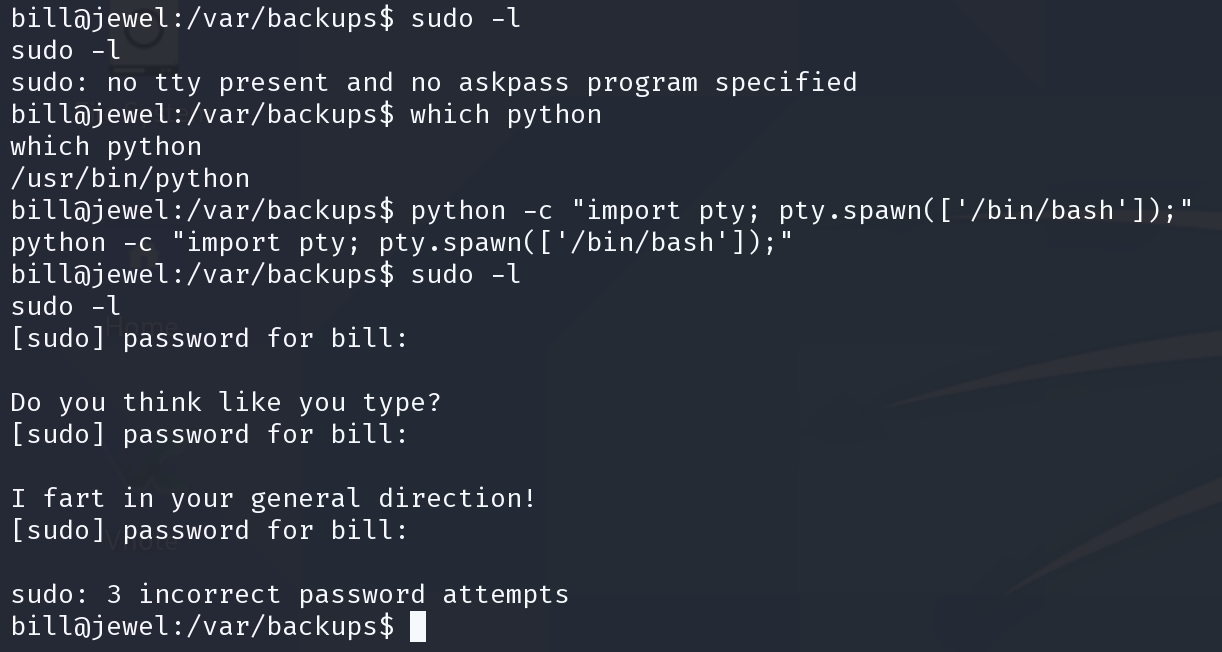 bill@jewel:/var/backups$ sudo -l
sudo -l
sudo: no tty present and no askpass program specified
bill@jewel:/var/backups$ which python
which python
/usr/bin/python
bill@jewel:/var/backups$ python -c "import pty; pty.spawn(['/bin/bash']);"
python -c "import pty; pty.spawn(['/bin/bash']);"
bill@jewel:/var/backups$ sudo -l
sudo -l
[sudo] password for bill:
Do you think like you type?
[sudo] password for bill:
I fart in your general direction!
[sudo] password for bill:
sudo: 3 incorrect password attempts
bill@jewel:/var/backups$
Home